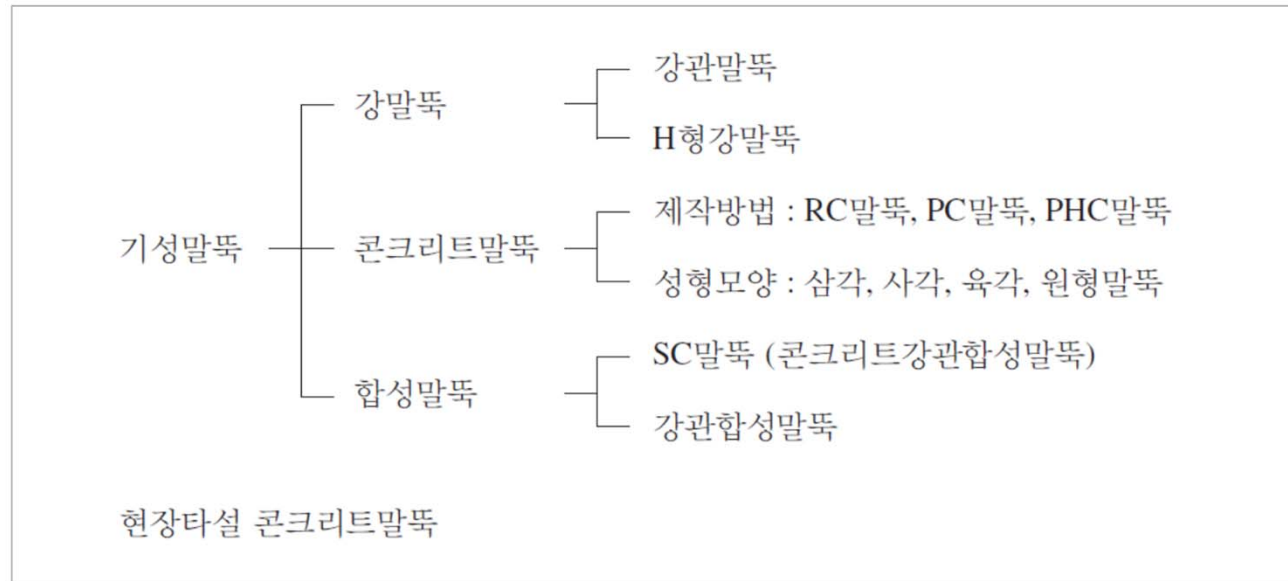 강관말뚝
강말뚝
H형강말뚝
제작방법 : RC말뚝, PC말뚝, PHC말뚝
기성말뚝
콘크리트말뚝
성형모양 : 삼각, 사각, 육각, 원형말뚝
SC말뚝 (콘크리트강관합성말뚝)
합성말뚝
강관합성말뚝
현장타설 콘크리트말뚝